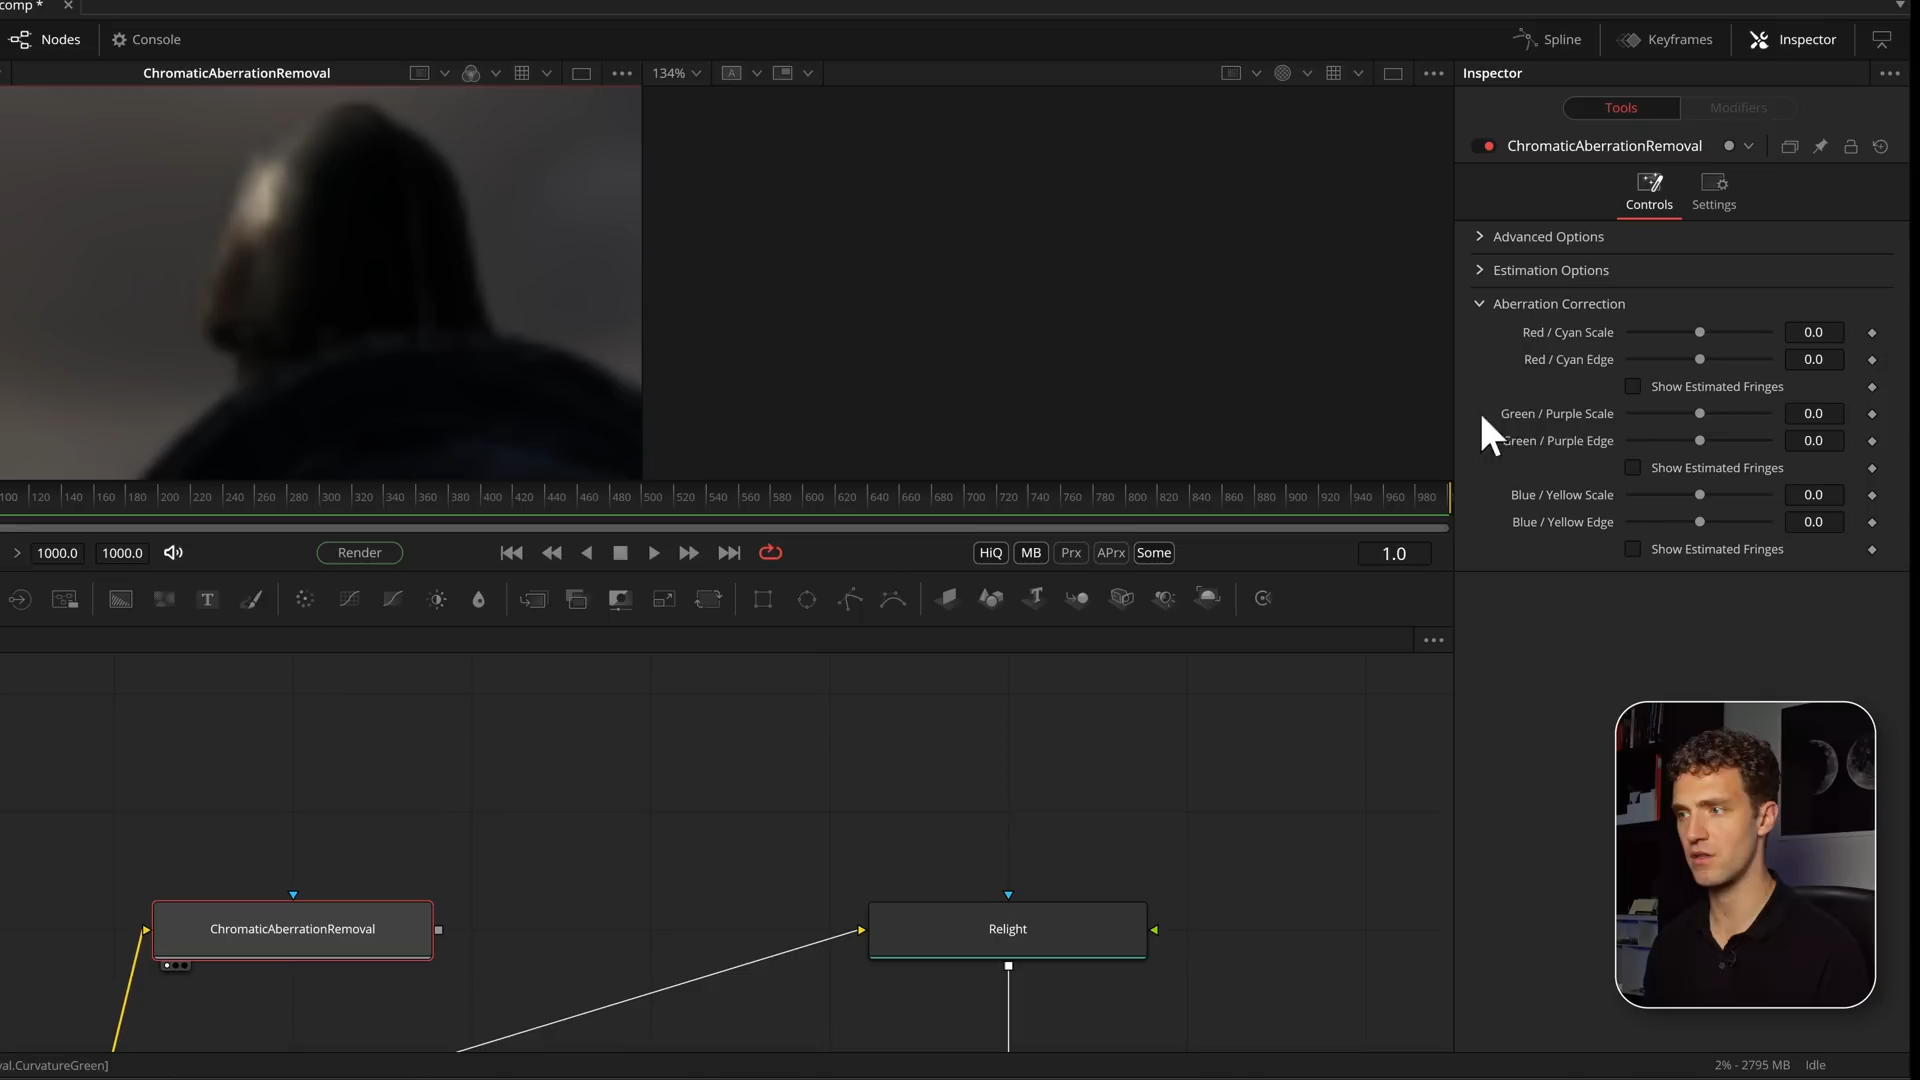 comp *
Nodes
Console
Spline
Keyframes
Inspector
ChromaticAberrationRemoval
134%
A
Inspector
Tools
Modifiers
ChromaticAberrationRemoval
Controls
Settings
Advanced Options
Estimation Options
Aberration Correction
Red / Cyan Scale 0.0
Red / Cyan Edge 0.0
Show Estimated Fringes
Green / Purple Scale 0.0
Green / Purple Edge 0.0
Show Estimated Fringes
Blue / Yellow Scale 0.0
Blue / Yellow Edge 0.0
Show Estimated Fringes
100 120 140 160 180 200 220 240 260 280 300 320 340 360 380 400 420 440 460 480 500 520 540 560 580 600 620 640 660 680 700 720 740 760 780 800 820 840 860 880 900 920 940 960 980
1000.0 1000.0
Render
HiQ MB Prx APrx Some
1.0
T
T
ChromaticAberrationRemoval
Relight
val.CurvatureGreen]
2% - 2795 MB
Idle